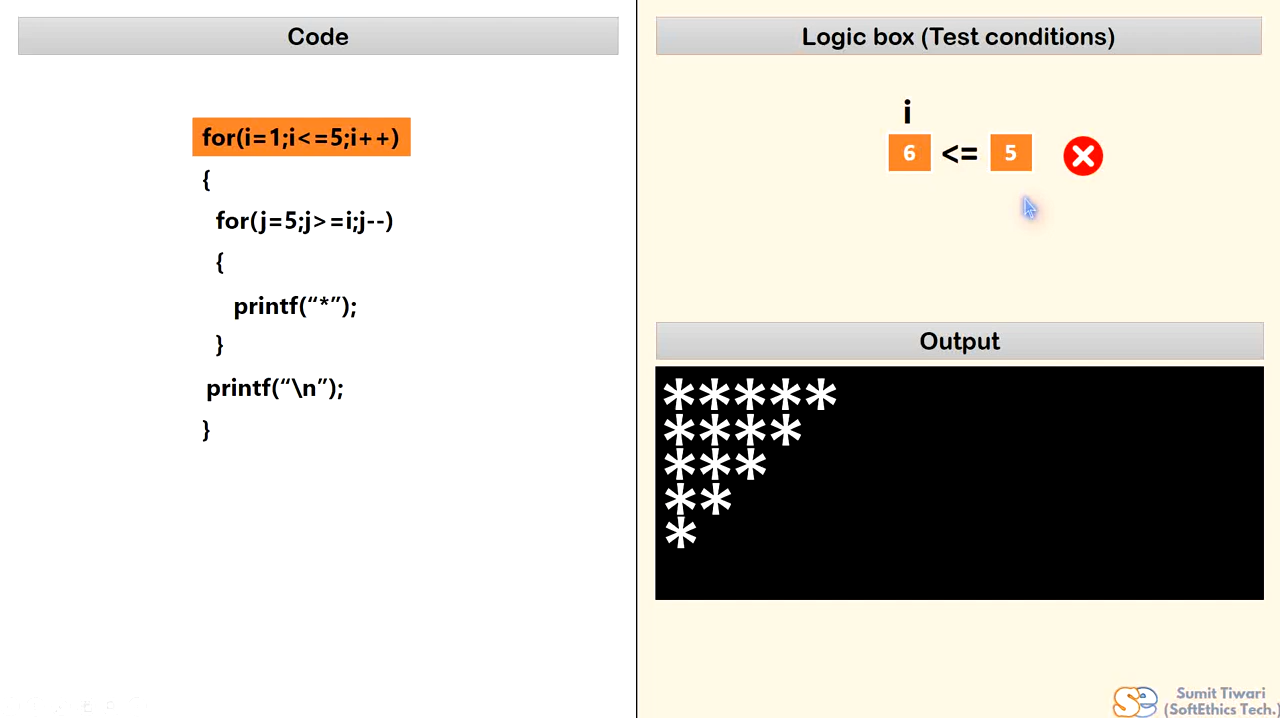 Code
for(i=1;i<=5;i++)
{
for(j=5;j>=i;j--)
{
printf(“*”);
}
printf(“\n”);
}
Logic box (Test conditions)
i
6 <= 5
Output
*****
****
***
**
*
Se
Sumit Tiwari
(SoftEthics Tech.)